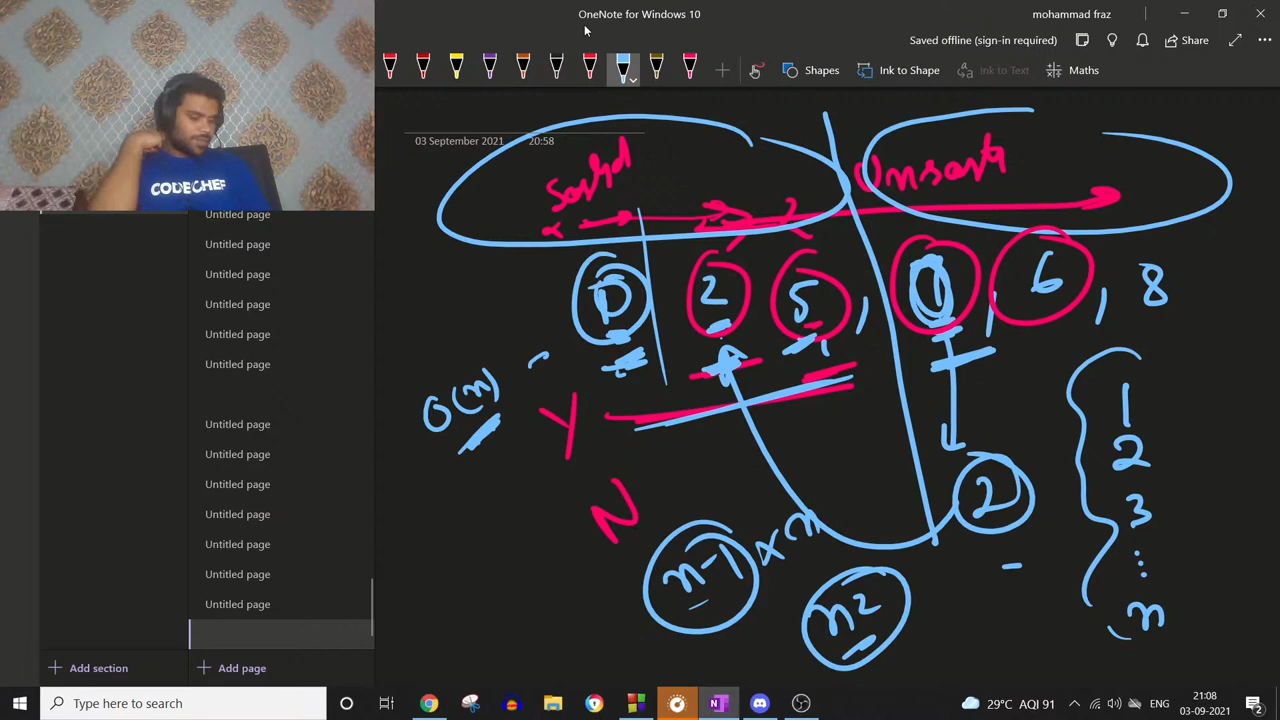 OneNote for Windows 10
mohammad fraz
Saved offline (sign-in required)
Share
Shapes
Ink to Shape
Ink to Text
Maths
03 September 2021
20:58
CODECHEF
2 5 , 1 , 6 , 8
O(n)
Y
N
2
n-1 × n
n2
1
2
3
⋮
n
Untitled page
Untitled page
Untitled page
Untitled page
Untitled page
Untitled page
Untitled page
Untitled page
Untitled page
Untitled page
Untitled page
Untitled page
Untitled page
Add section
Add page
Type here to search
29°C AQI 91
ENG
21:08
03-09-2021
2